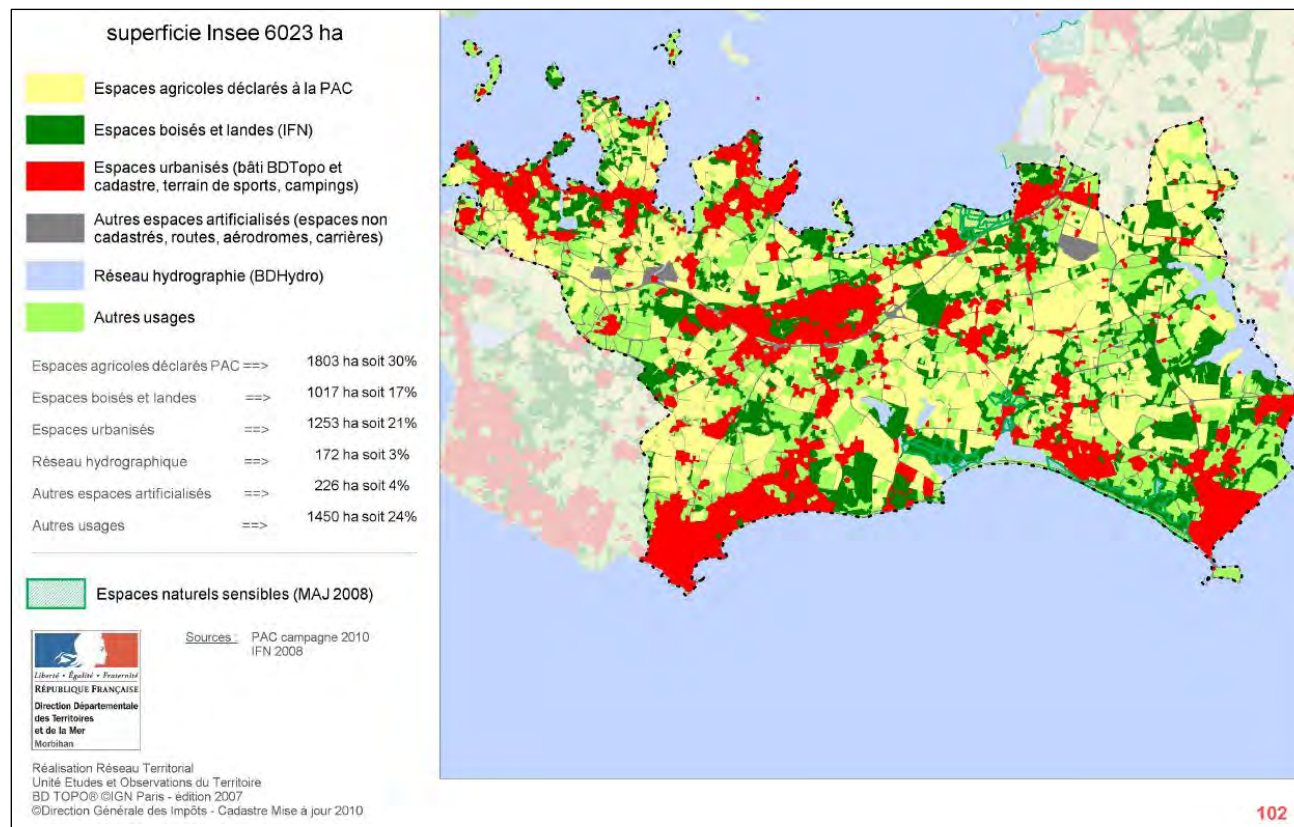 superficie Insee 6023 ha
Espaces agricoles déclarés à la PAC
Espaces boisés et landes (IFN)
Espaces urbanisés (bâti BDTopo et
cadastre, terrain de sports, campings)
Autres espaces artificialisés (espaces non
cadastrés, routes, aérodromes, carrières)
Réseau hydrographie (BDHydro)
Autres usages
Espaces agricoles déclarés PAC ==> 1803 ha soit 30%
Espaces boisés et landes ==> 1017 ha soit 17%
Espaces urbanisés ==> 1253 ha soit 21%
Réseau hydrographique ==> 172 ha soit 3%
Autres espaces artificialisés ==> 226 ha soit 4%
Autres usages ==> 1450 ha soit 24%
Espaces naturels sensibles (MAJ 2008)
Sources : PAC campagne 2010
IFN 2008
Liberté • Égalité • Fraternité
RÉPUBLIQUE FRANÇAISE
Direction Départementale
des Territoires
et de la Mer
Morbihan
Réalisation Réseau Territorial
Unité Etudes et Observations du Territoire
BD TOPO® ©IGN Paris - édition 2007
©Direction Générale des Impôts - Cadastre Mise à jour 2010
102